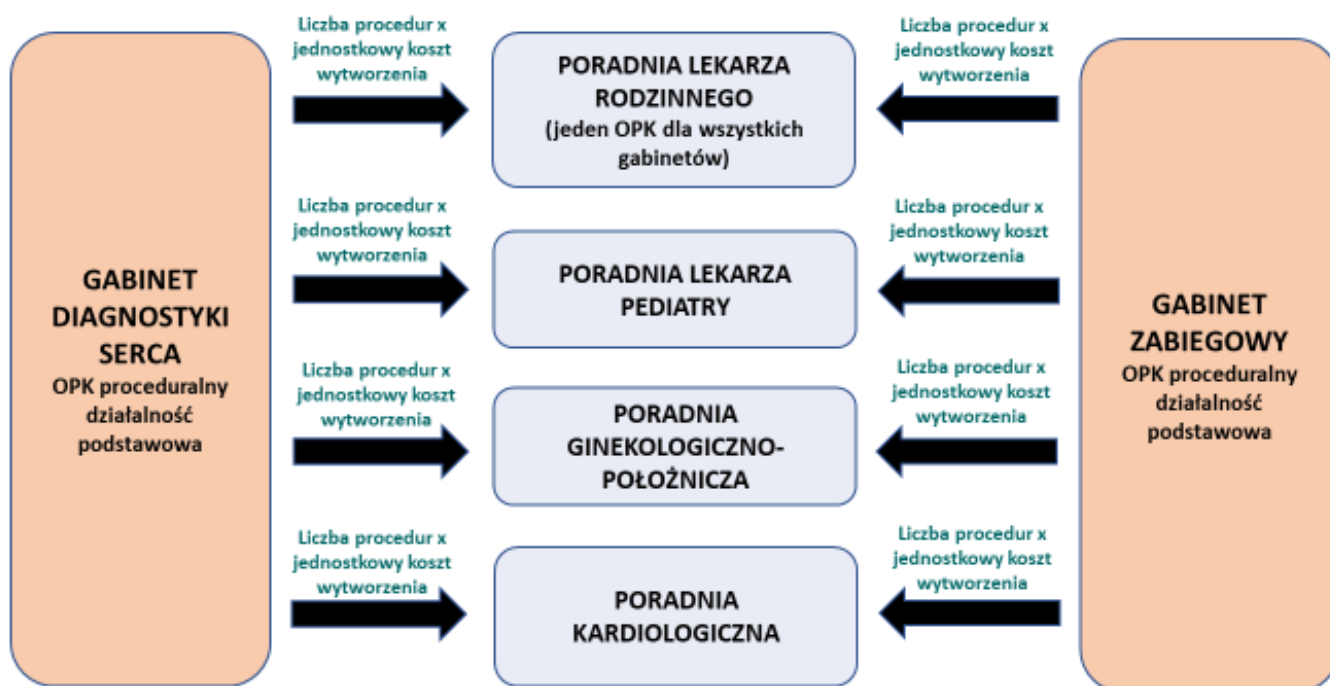 GABINET
DIAGNOSTYKI
SERCA
OPK proceduralny
działalność
podstawowa
Liczba procedur x
jednostkowy koszt
wytworzenia
PORADNIA LEKARZA
RODZINNEGO
(jeden OPK dla wszystkich
gabinetów)
Liczba procedur x
jednostkowy koszt
wytworzenia
Liczba procedur x
jednostkowy koszt
wytworzenia
PORADNIA LEKARZA
PEDIATRY
Liczba procedur x
jednostkowy koszt
wytworzenia
Liczba procedur x
jednostkowy koszt
wytworzenia
PORADNIA
GINEKOLOGICZNO-
POŁOŻNICZA
Liczba procedur x
jednostkowy koszt
wytworzenia
Liczba procedur x
jednostkowy koszt
wytworzenia
PORADNIA
KARDIOLOGICZNA
Liczba procedur x
jednostkowy koszt
wytworzenia
GABINET
ZABIEGOWY
OPK proceduralny
działalność
podstawowa